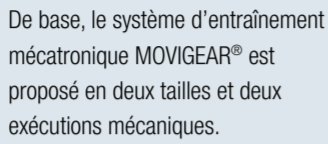 De base, le système d’entraînement
mécatronique MOVIGEAR® est
proposé en deux tailles et deux
exécutions mécaniques.